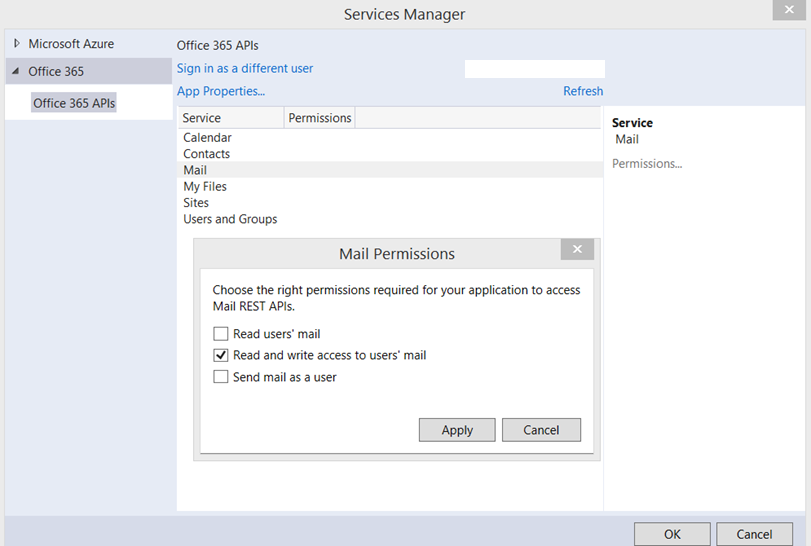 Services Manager
Microsoft Azure
Office 365
Office 365 APIs
Office 365 APIs
Sign in as a different user
App Properties...
Refresh
Service Permissions
Calendar
Contacts
Mail
My Files
Sites
Users and Groups
Service
Mail
Permissions...
Mail Permissions
Choose the right permissions required for your application to access
Mail REST APIs.
Read users' mail
Read and write access to users' mail
Send mail as a user
Apply Cancel
OK Cancel